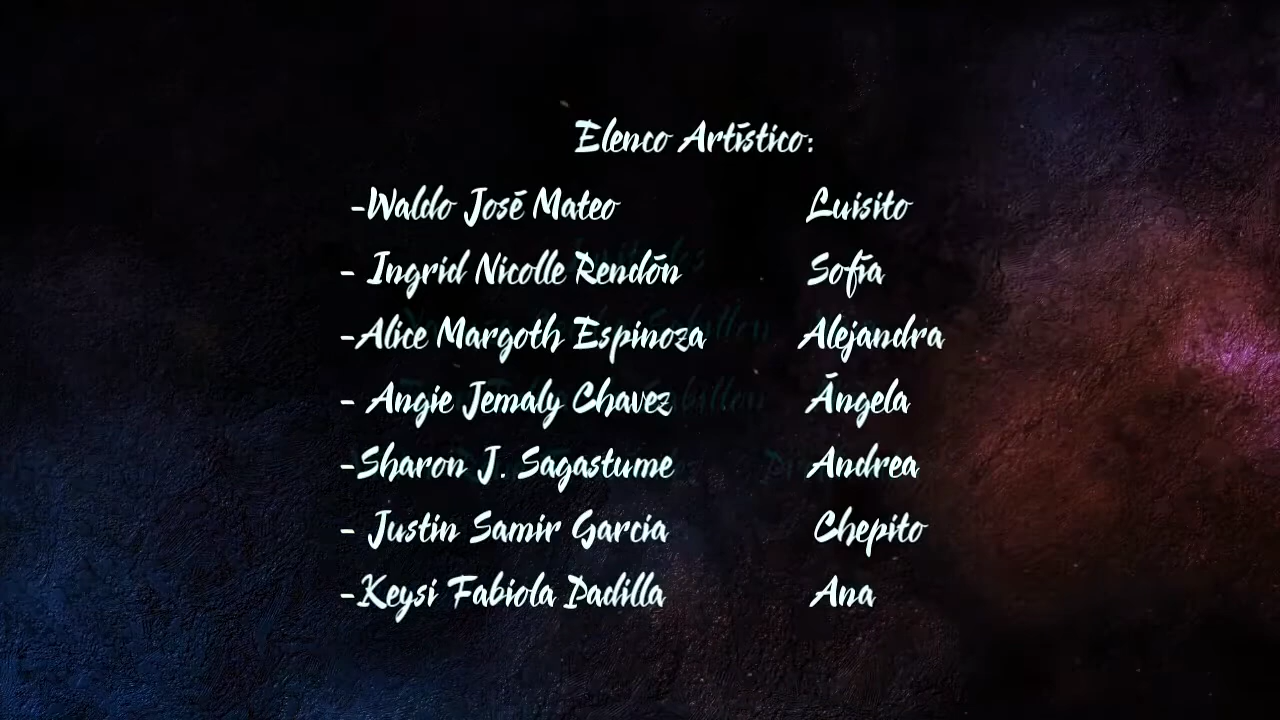 Elenco Artístico:
-Waldo José Mateo Luisito
- Ingrid Nicolle Rendón Sofía
-Alice Margoth Espinoza Alejandra
- Angie Jemaly Chavez Ángela
-Sharon J. Sagastume Andrea
- Justin Samir Garcia Chepito
-Keysi Fabiola Padilla Ana